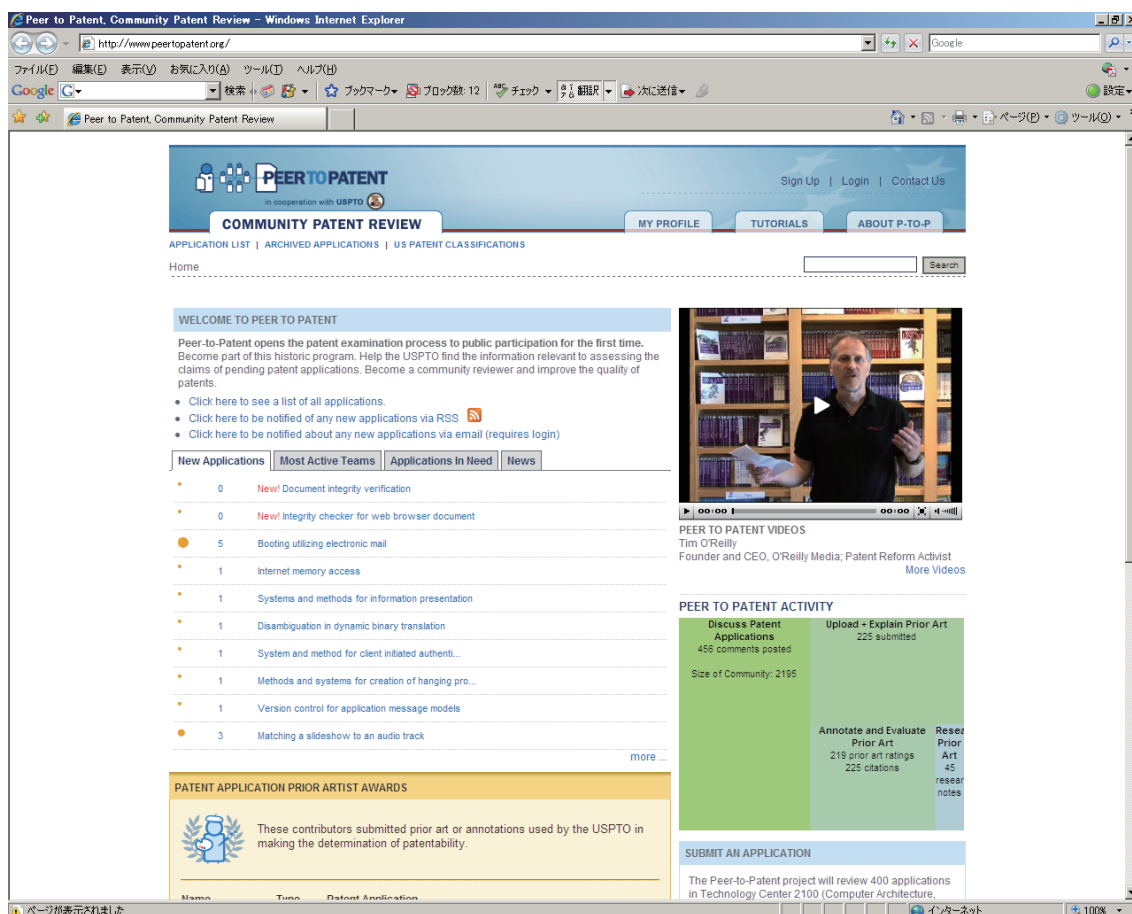 Peer to Patent, Community Patent Review - Windows Internet Explorer
http://www.peertopatent.org/
Google
ファイル(F) 編集(E) 表示(V) お気に入り(A) ツール(T) ヘルプ(H)
Google G 検索 ブックマーク ブロック数: 12 チェック 翻訳 次に送信 設定
Peer to Patent, Community Patent Review
ページ(P) ツール(O)
PEER TO PATENT
in cooperation with USPTO
Sign Up | Login | Contact Us
COMMUNITY PATENT REVIEW
MY PROFILE TUTORIALS ABOUT P-TO-P
APPLICATION LIST | ARCHIVED APPLICATIONS | US PATENT CLASSIFICATIONS
Home
Search
WELCOME TO PEER TO PATENT
Peer-to-Patent opens the patent examination process to public participation for the first time.
Become part of this historic program. Help the USPTO find the information relevant to assessing the
claims of pending patent applications. Become a community reviewer and improve the quality of
patents.
Click here to see a list of all applications.
Click here to be notified of any new applications via RSS
Click here to be notified about any new applications via email (requires login)
New Applications Most Active Teams Applications In Need News
0 New! Document integrity verification
0 New! Integrity checker for web browser document
5 Booting utilizing electronic mail
1 Internet memory access
1 Systems and methods for information presentation
1 Disambiguation in dynamic binary translation
1 System and method for client initiated authenti...
1 Methods and systems for creation of hanging pro...
1 Version control for application message models
3 Matching a slideshow to an audio track
more ...
PATENT APPLICATION PRIOR ARTIST AWARDS
These contributors submitted prior art or annotations used by the USPTO in
making the determination of patentability.
Name Type Patent Application
00:00 00:00
PEER TO PATENT VIDEOS
Tim O'Reilly
Founder and CEO, O'Reilly Media; Patent Reform Activist
More Videos
PEER TO PATENT ACTIVITY
Discuss Patent
Applications
456 comments posted
Size of Community: 2195
Upload + Explain Prior Art
225 submitted
Annotate and Evaluate
Prior Art
219 prior art ratings
225 citations
Resea
Prior
Art
45
resear
notes
SUBMIT AN APPLICATION
The Peer-to-Patent project will review 400 applications
in Technology Center 2100 (Computer Architecture,
ページが表示されました
インターネット
100%